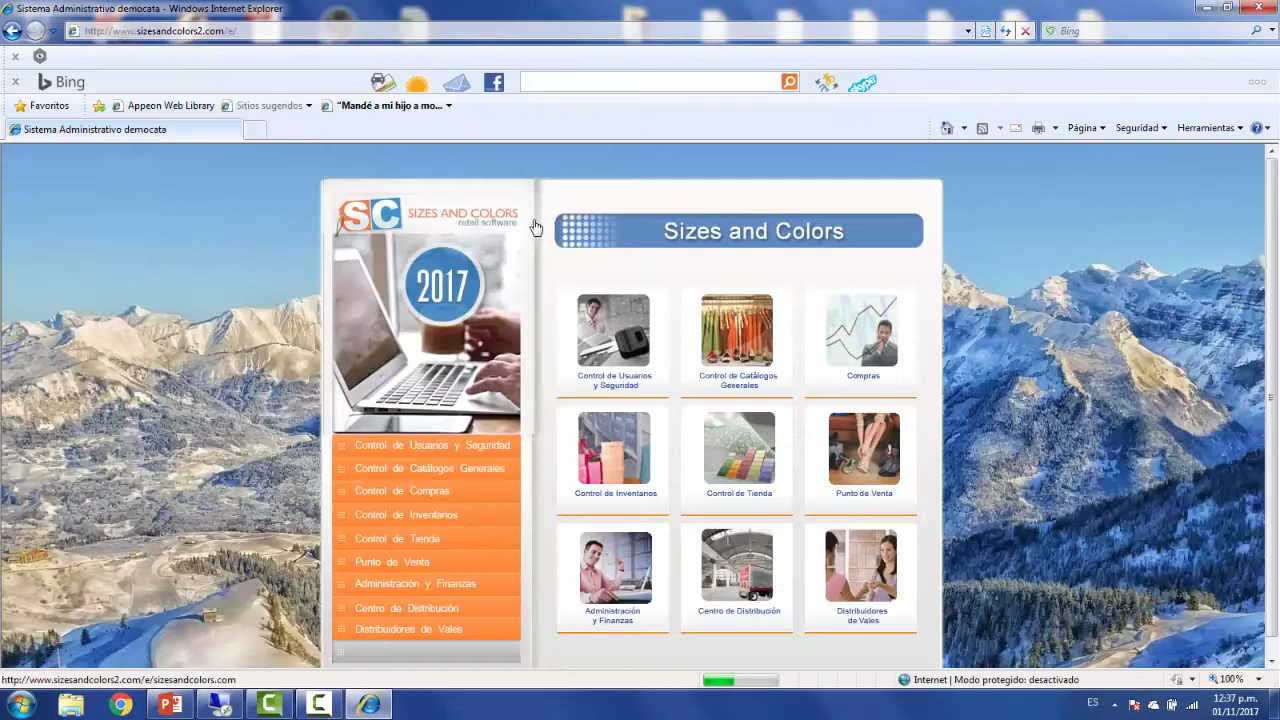 Sistema Administrativo democata - Windows Internet Explorer
http://www.sizesandcolors2.com/e/
Bing
Bing
Favoritos
Appeon Web Library
Sitios sugeridos
"Mandé a mi hijo a mo...
Sistema Administrativo democata
Página
Seguridad
Herramientas
SC
SIZES AND COLORS
retail software
2017
Control de Usuarios y Seguridad
Control de Catálogos Generales
Control de Compras
Control de Inventarios
Control de Tienda
Punto de Venta
Administración y Finanzas
Centro de Distribución
Distribuidores de Vales
Sizes and Colors
Control de Usuarios
y Seguridad
Control de Catálogos
Generales
Compras
Control de Inventarios
Control de Tienda
Punto de Venta
Administración
y Finanzas
Centro de Distribución
Distribuidores
de Vales
http://www.sizesandcolors2.com/e/sizesandcolors.com
Internet | Modo protegido: desactivado
100%
ES
12:37 p.m.
01/11/2017